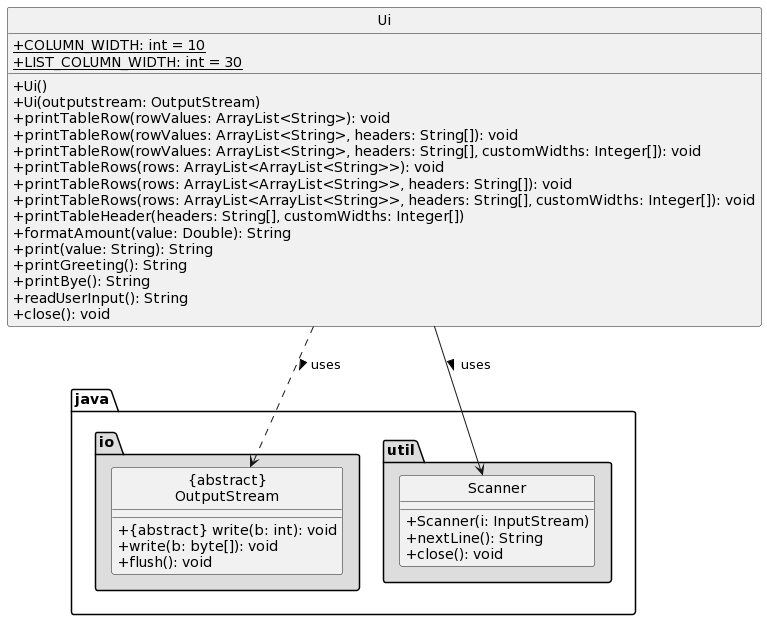 Ui
+COLUMN_WIDTH: int = 10
+LIST_COLUMN_WIDTH: int = 30
+Ui()
+Ui(outputstream: OutputStream)
+printTableRow(rowValues: ArrayList<String>): void
+printTableRow(rowValues: ArrayList<String>, headers: String[]): void
+printTableRow(rowValues: ArrayList<String>, headers: String[], customWidths: Integer[]): void
+printTableRows(rows: ArrayList<ArrayList<String>>): void
+printTableRows(rows: ArrayList<ArrayList<String>>, headers: String[]): void
+printTableRows(rows: ArrayList<ArrayList<String>>, headers: String[], customWidths: Integer[]): void
+printTableHeader(headers: String[], customWidths: Integer[])
+formatAmount(value: Double): String
+print(value: String): String
+printGreeting(): String
+printBye(): String
+readUserInput(): String
+close(): void
uses
uses
java
io
{abstract}
OutputStream
+{abstract} write(b: int): void
+write(b: byte[]): void
+flush(): void
util
Scanner
+Scanner(i: InputStream)
+nextLine(): String
+close(): void